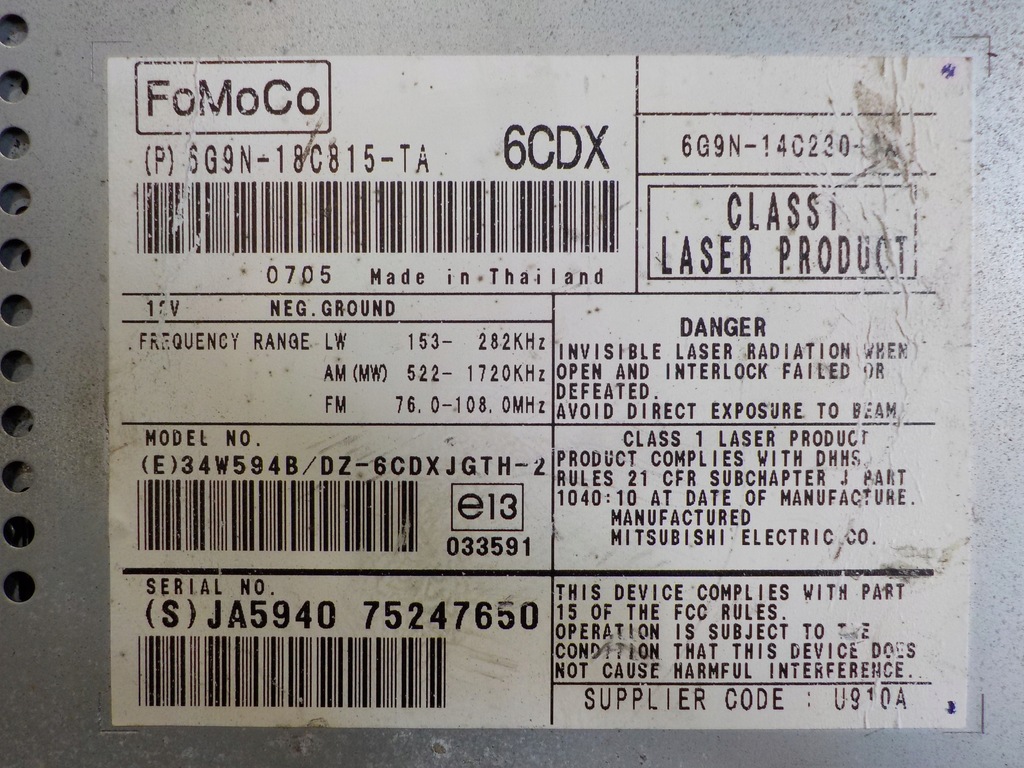 FoMoCo
(P) 6G9N-18C815-TA
6CDX
0705 Made in Thailand
6G9N-14C230-
CLASS1
LASER PRODUCT
12V NEG.GROUND
FREQUENCY RANGE LW 153- 282KHz
AM(MW) 522- 1720KHz
FM 76.0-108.0MHz
DANGER
INVISIBLE LASER RADIATION WHEN
OPEN AND INTERLOCK FAILED OR
DEFEATED.
AVOID DIRECT EXPOSURE TO BEAM
MODEL NO.
(E)34W594B/DZ-6CDXJGTH-2
e13
033591
CLASS 1 LASER PRODUCT
PRODUCT COMPLIES WITH DHHS
RULES 21 CFR SUBCHAPTER J PART
1040:10 AT DATE OF MANUFACTURE.
MANUFACTURED
MITSUBISHI ELECTRIC CO.
SERIAL NO.
(S)JA5940 75247650
THIS DEVICE COMPLIES WITH PART
15 OF THE FCC RULES.
OPERATION IS SUBJECT TO THE
CONDITION THAT THIS DEVICE DOES
NOT CAUSE HARMFUL INTERFERENCE.
SUPPLIER CODE : U910A